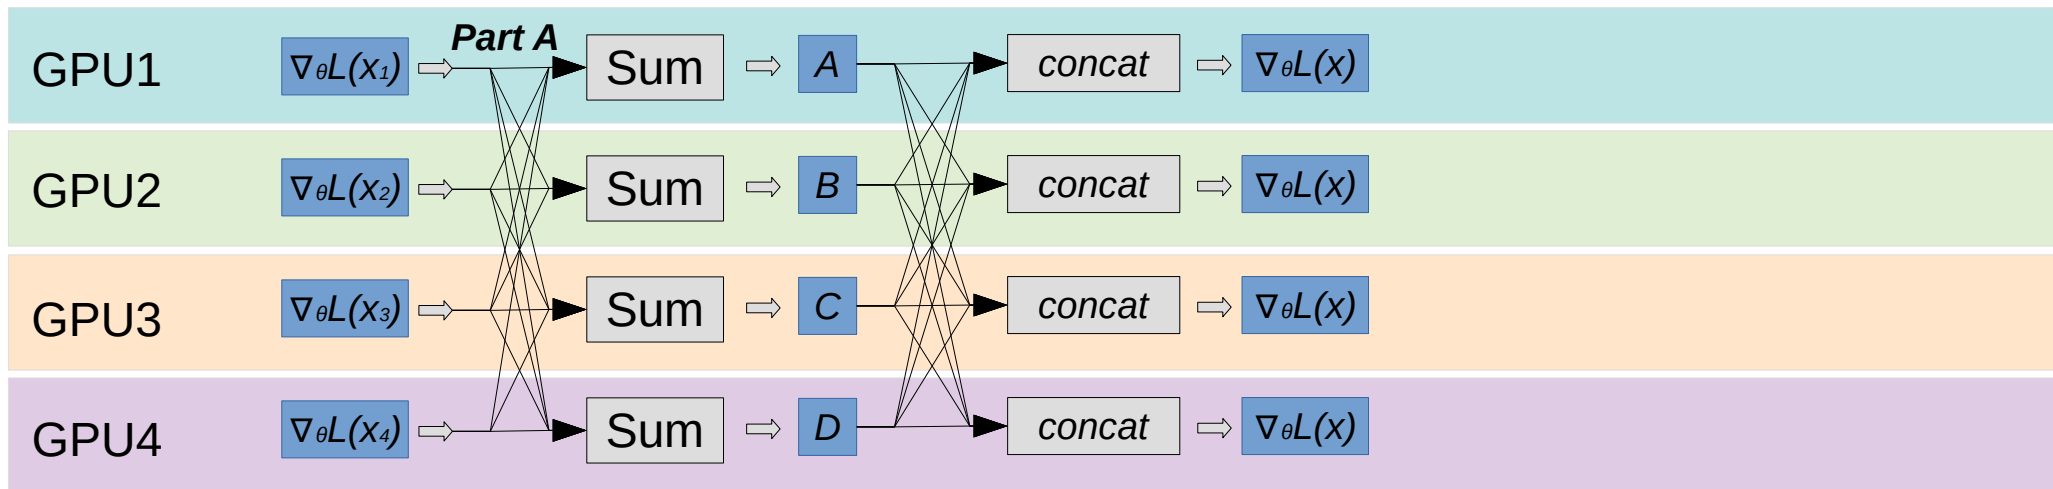 Part A
GPU1 ∇θL(x1) Sum A concat ∇θL(x)
GPU2 ∇θL(x2) Sum B concat ∇θL(x)
GPU3 ∇θL(x3) Sum C concat ∇θL(x)
GPU4 ∇θL(x4) Sum D concat ∇θL(x)